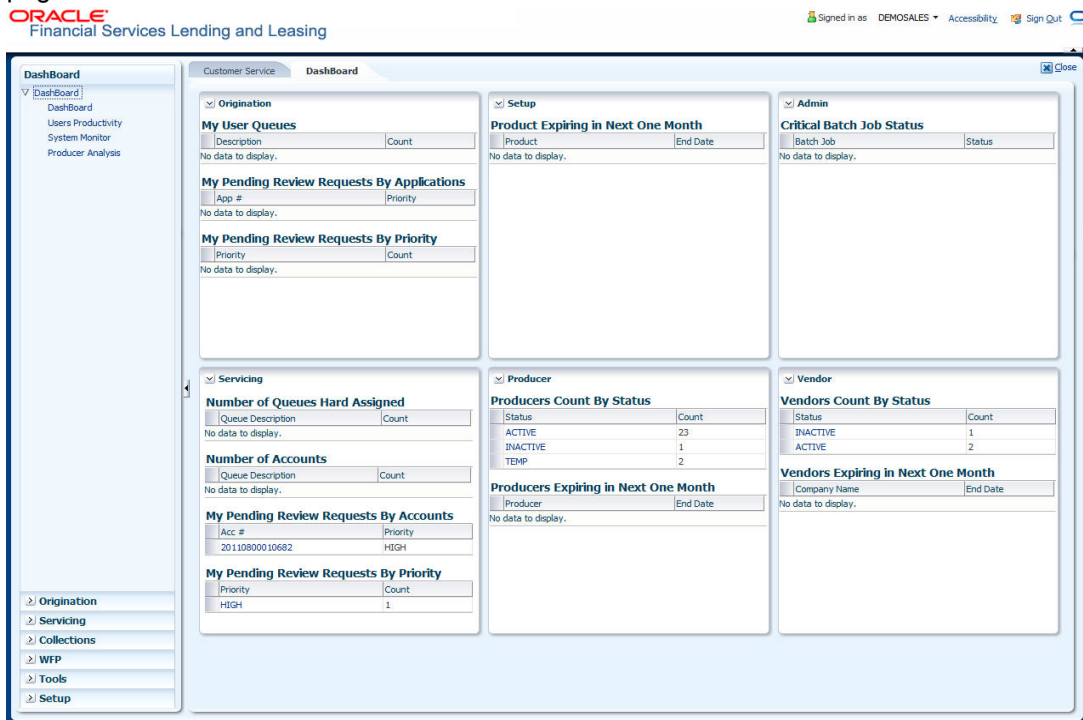 ORACLE
Financial Services Lending and Leasing
Signed in as DEMOSALES Accessibility Sign Out
Close
DashBoard
DashBoard
DashBoard
Users Productivity
System Monitor
Producer Analysis
Origination
Servicing
Collections
WFP
Tools
Setup
Customer Service DashBoard
Origination
My User Queues
Description Count
No data to display.
My Pending Review Requests By Applications
App # Priority
No data to display.
My Pending Review Requests By Priority
Priority Count
No data to display.
Setup
Product Expiring in Next One Month
Product End Date
No data to display.
Admin
Critical Batch Job Status
Batch Job Status
No data to display.
Servicing
Number of Queues Hard Assigned
Queue Description Count
No data to display.
Number of Accounts
Queue Description Count
No data to display.
My Pending Review Requests By Accounts
Acc # Priority
20110800010682 HIGH
My Pending Review Requests By Priority
Priority Count
HIGH 1
Producer
Producers Count By Status
Status Count
ACTIVE 23
INACTIVE 1
TEMP 2
Producers Expiring in Next One Month
Producer End Date
No data to display.
Vendor
Vendors Count By Status
Status Count
INACTIVE 1
ACTIVE 2
Vendors Expiring in Next One Month
Company Name End Date
No data to display.